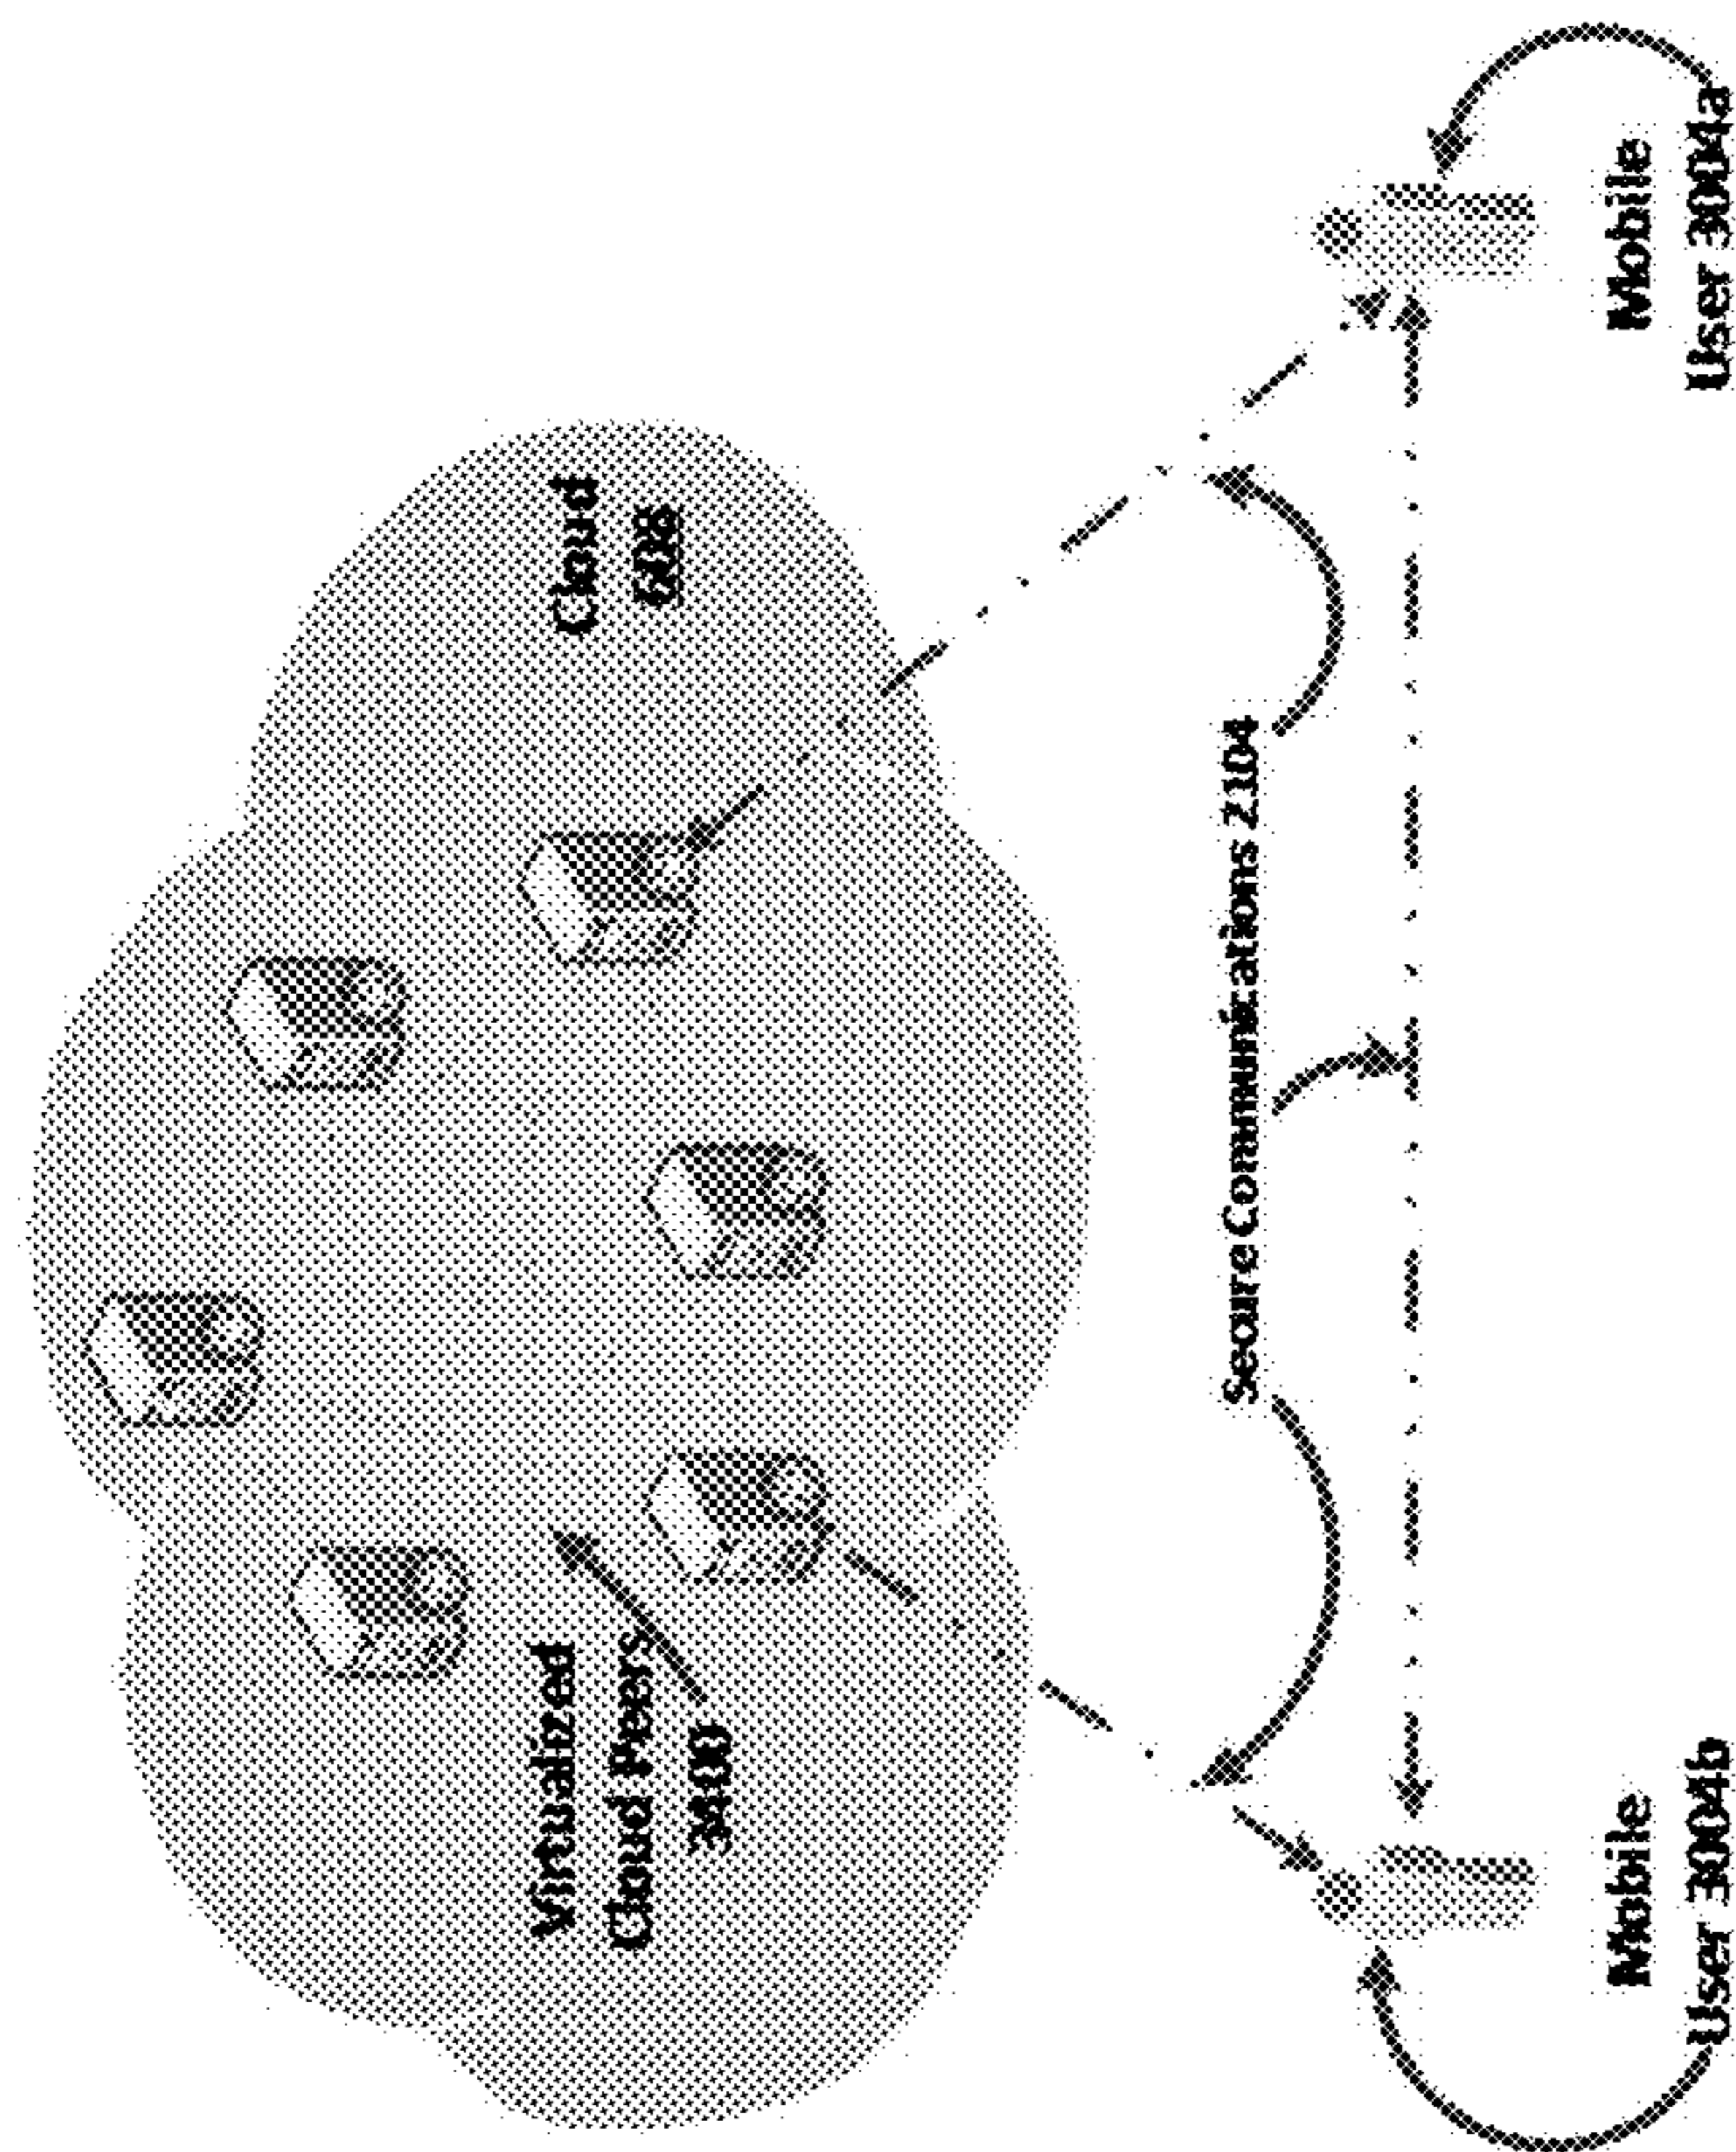 Virtualized
Cloud Peers
3400
Cloud
608
Secure Communications 2104
Mobile
User 3004b
Mobile
User 3004a